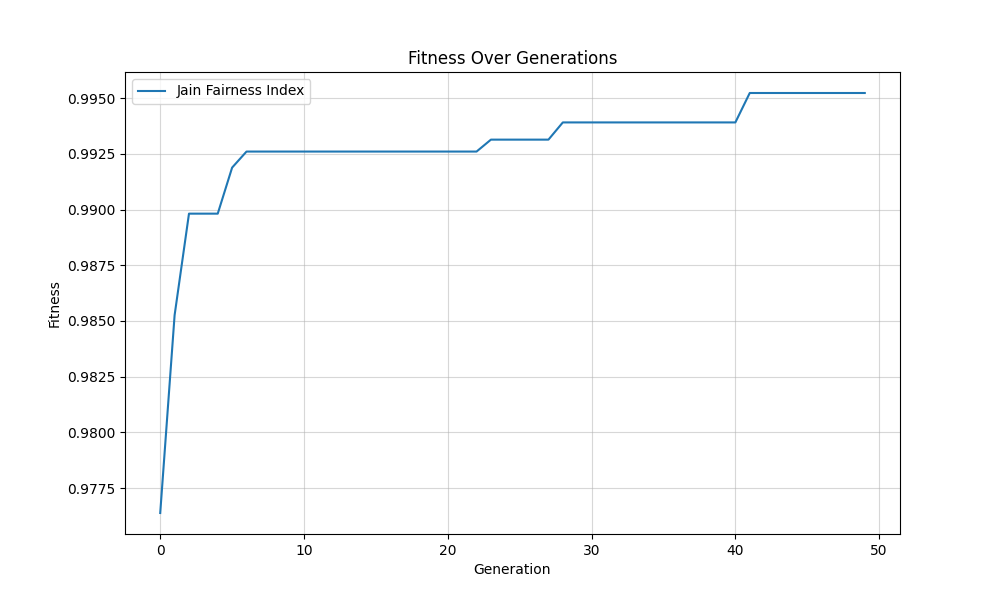 Fitness Over Generations
Jain Fairness Index
Fitness
0.9950
0.9925
0.9900
0.9875
0.9850
0.9825
0.9800
0.9775
0 10 20 30 40 50
Generation